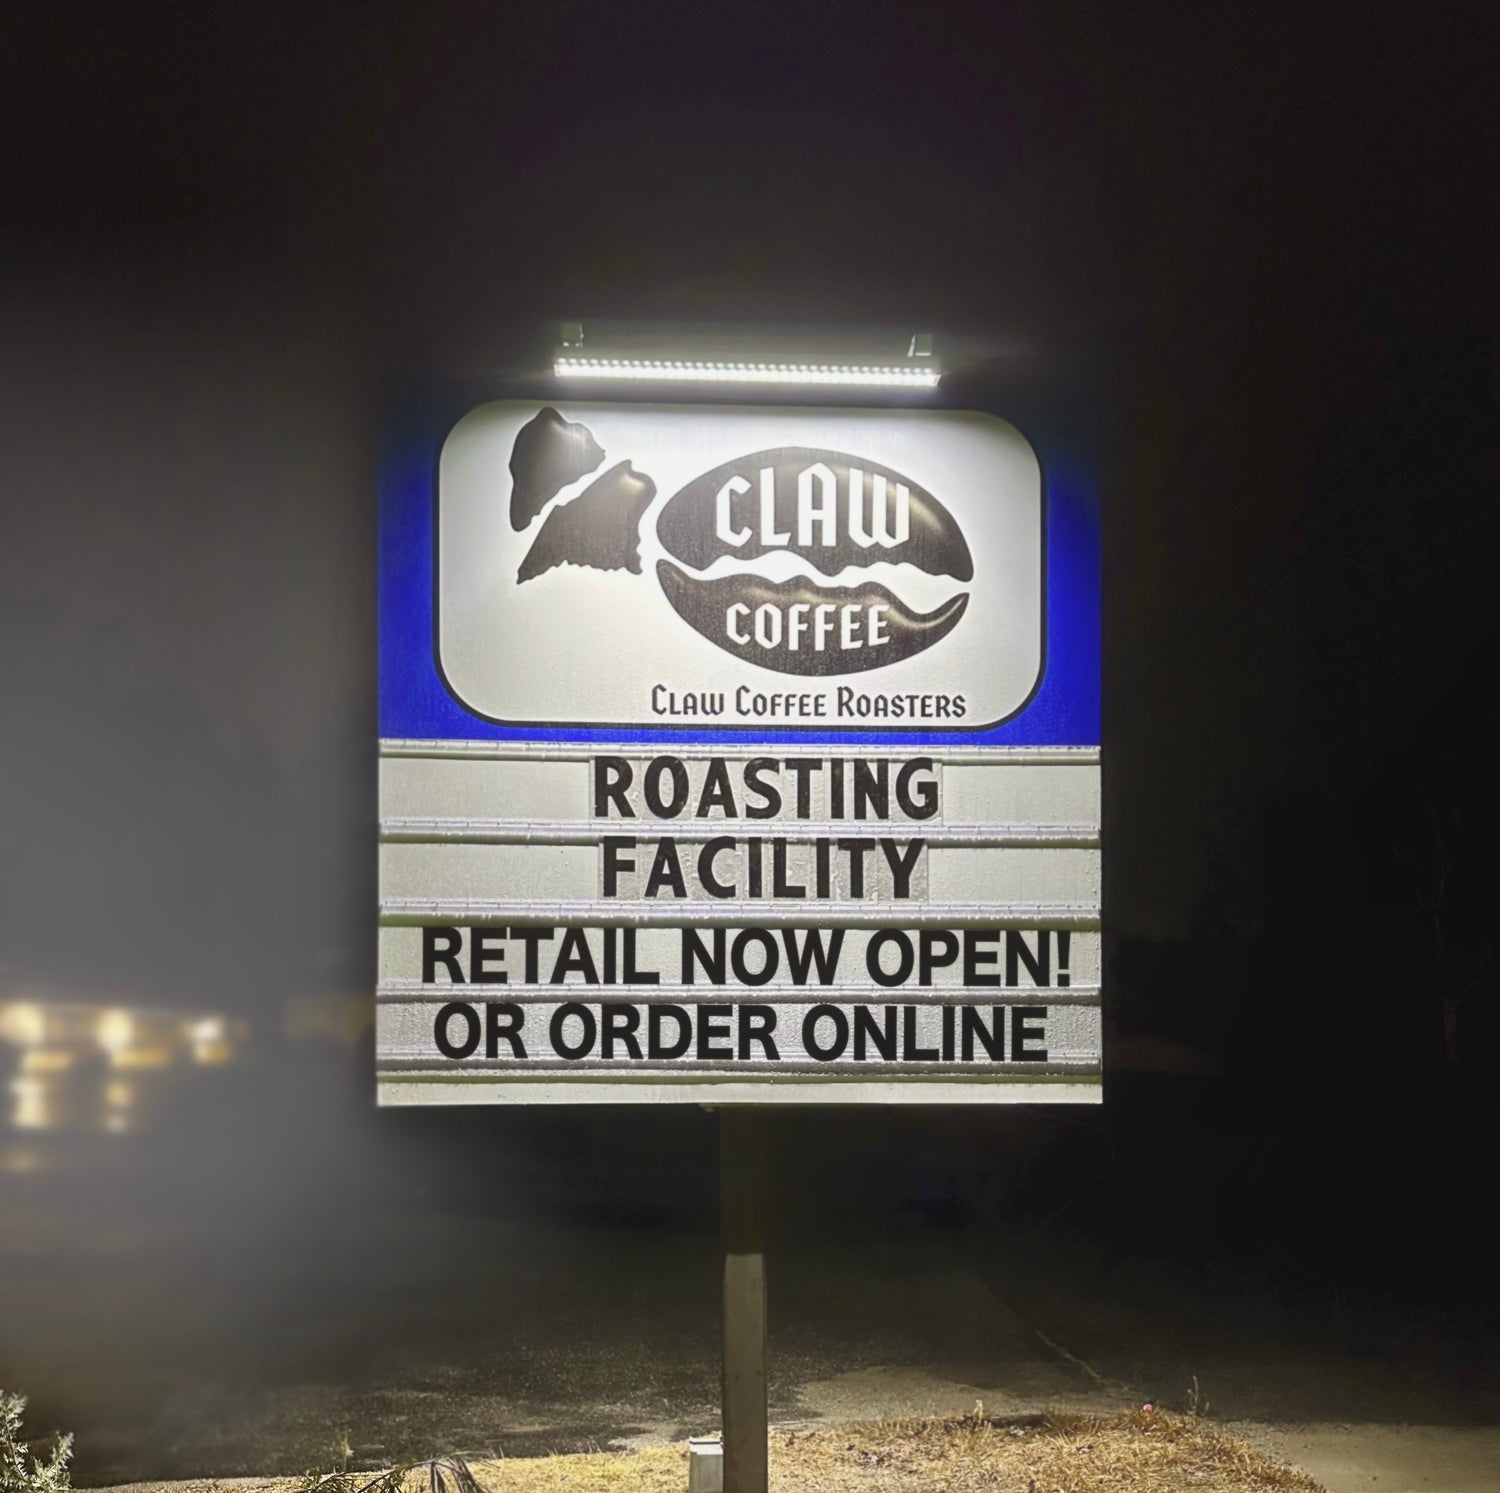 CLAW
COFFEE
CLAW COFFEE ROASTERS
ROASTING
FACILITY
RETAIL NOW OPEN!
OR ORDER ONLINE